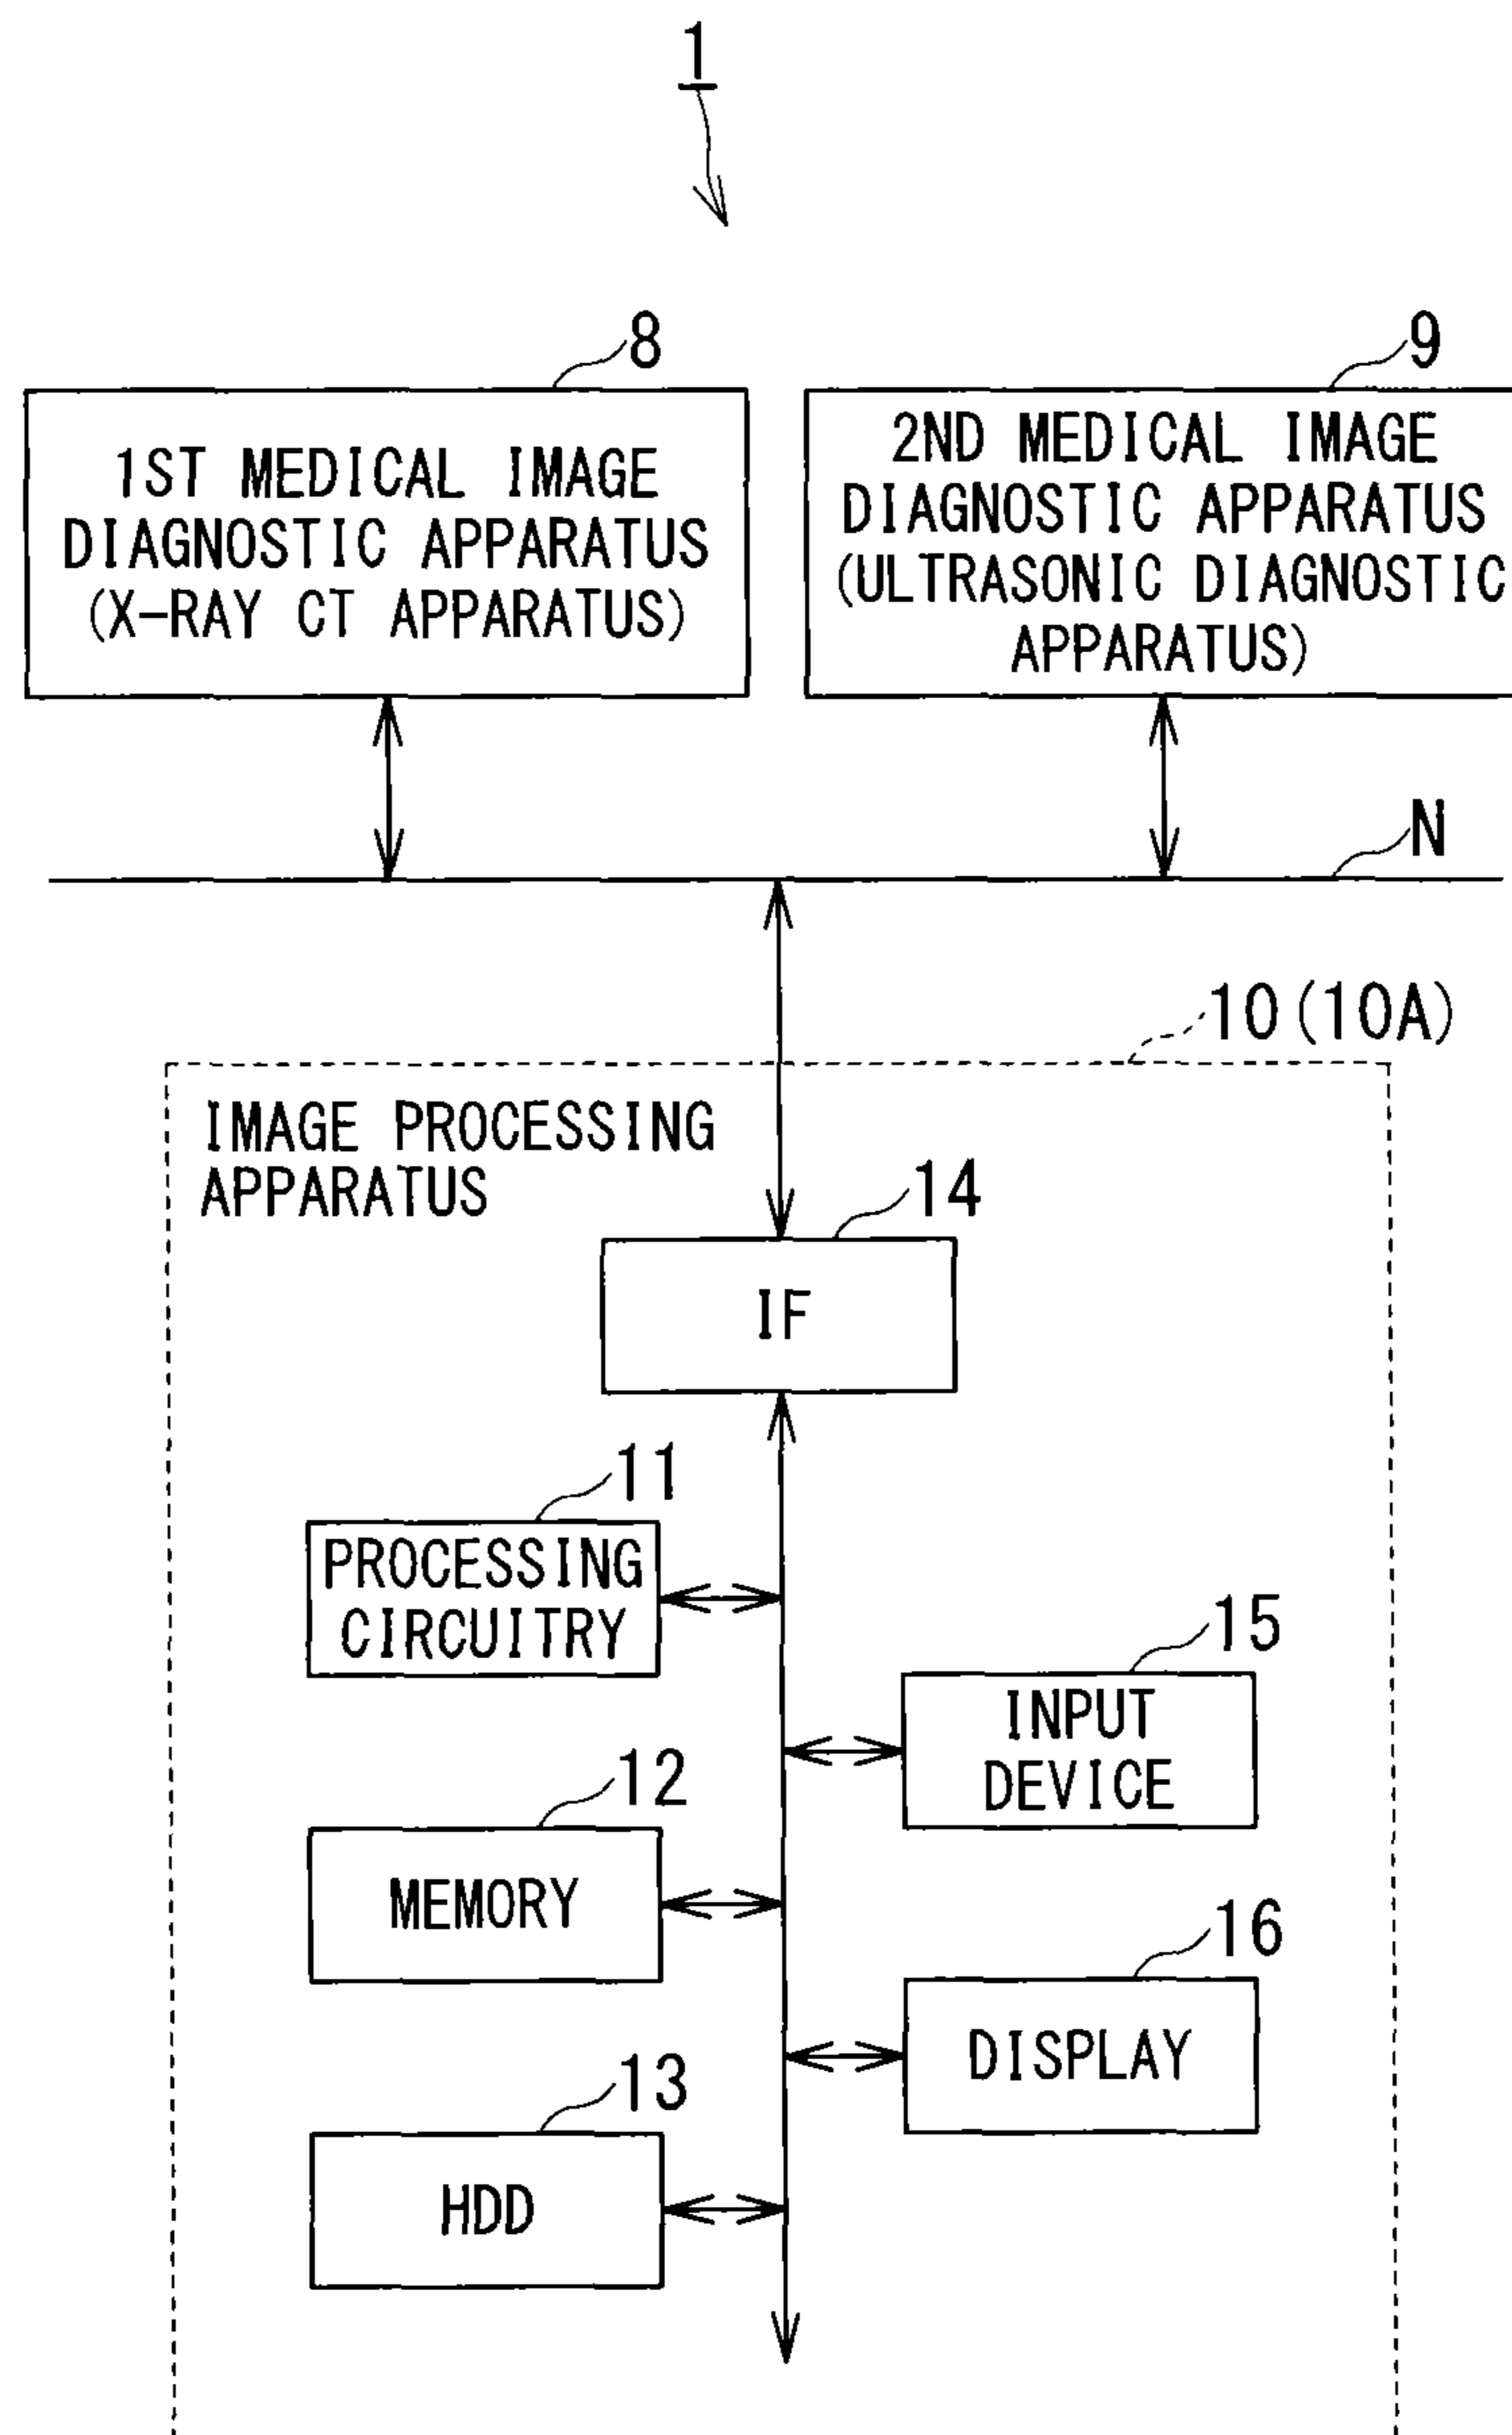 1
8
1ST MEDICAL IMAGE
DIAGNOSTIC APPARATUS
(X-RAY CT APPARATUS)
9
2ND MEDICAL IMAGE
DIAGNOSTIC APPARATUS
(ULTRASONIC DIAGNOSTIC
APPARATUS)
N
10(10A)
IMAGE PROCESSING
APPARATUS
14
IF
11
PROCESSING
CIRCUITRY
15
INPUT
DEVICE
12
MEMORY
16
DISPLAY
13
HDD